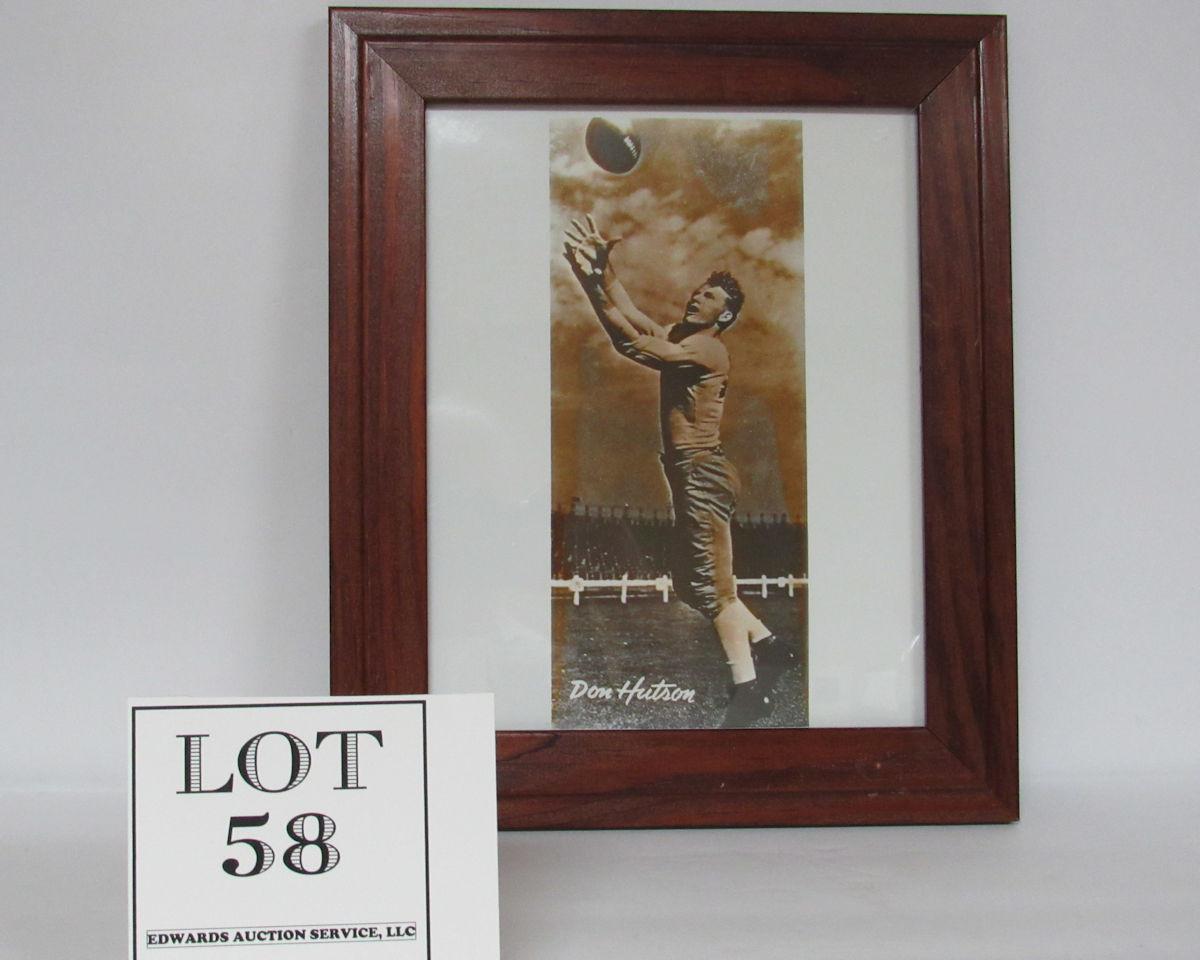 Don Hutson
LOT
58
EDWARDS AUCTION SERVICE, LLC